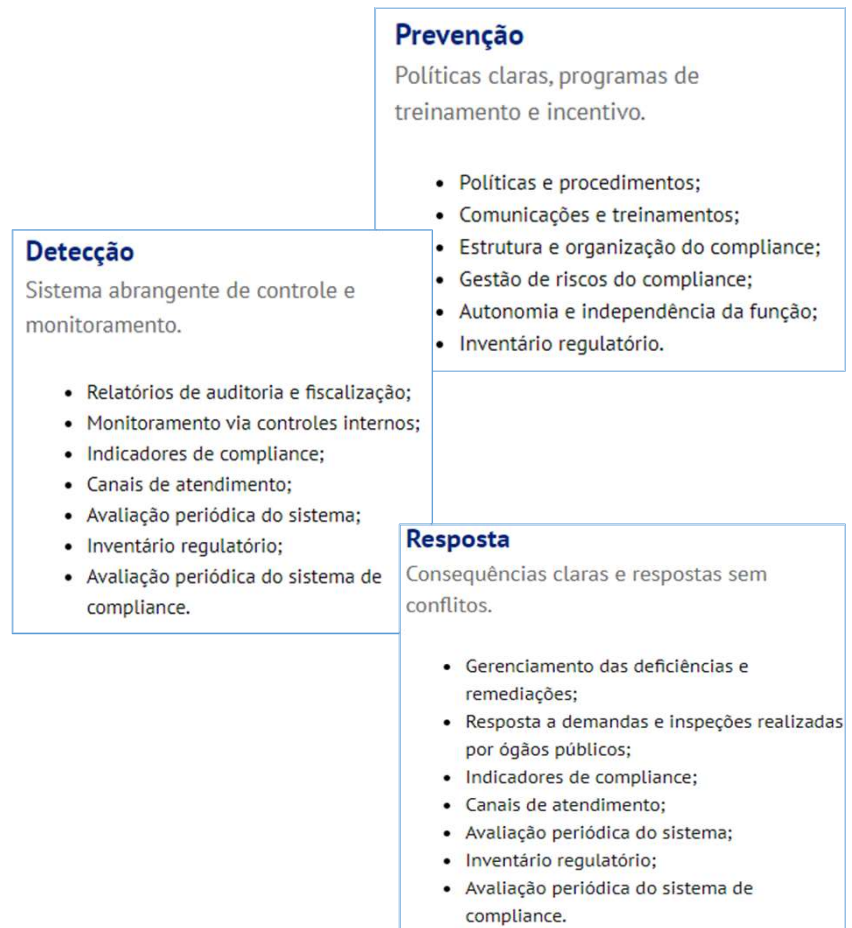 Prevenção
Políticas claras, programas de
treinamento e incentivo.
• Políticas e procedimentos;
• Comunicações e treinamentos;
• Estrutura e organização do compliance;
• Gestão de riscos do compliance;
• Autonomia e independência da função;
• Inventário regulatório.
Detecção
Sistema abrangente de controle e
monitoramento.
• Relatórios de auditoria e fiscalização;
• Monitoramento via controles internos;
• Indicadores de compliance;
• Canais de atendimento;
• Avaliação periódica do sistema;
• Inventário regulatório;
• Avaliação periódica do sistema de
compliance.
Resposta
Consequências claras e respostas sem
conflitos.
• Gerenciamento das deficiências e
remediações;
• Resposta a demandas e inspeções realizadas
por ógãos públicos;
• Indicadores de compliance;
• Canais de atendimento;
• Avaliação periódica do sistema;
• Inventário regulatório;
• Avaliação periódica do sistema de
compliance.